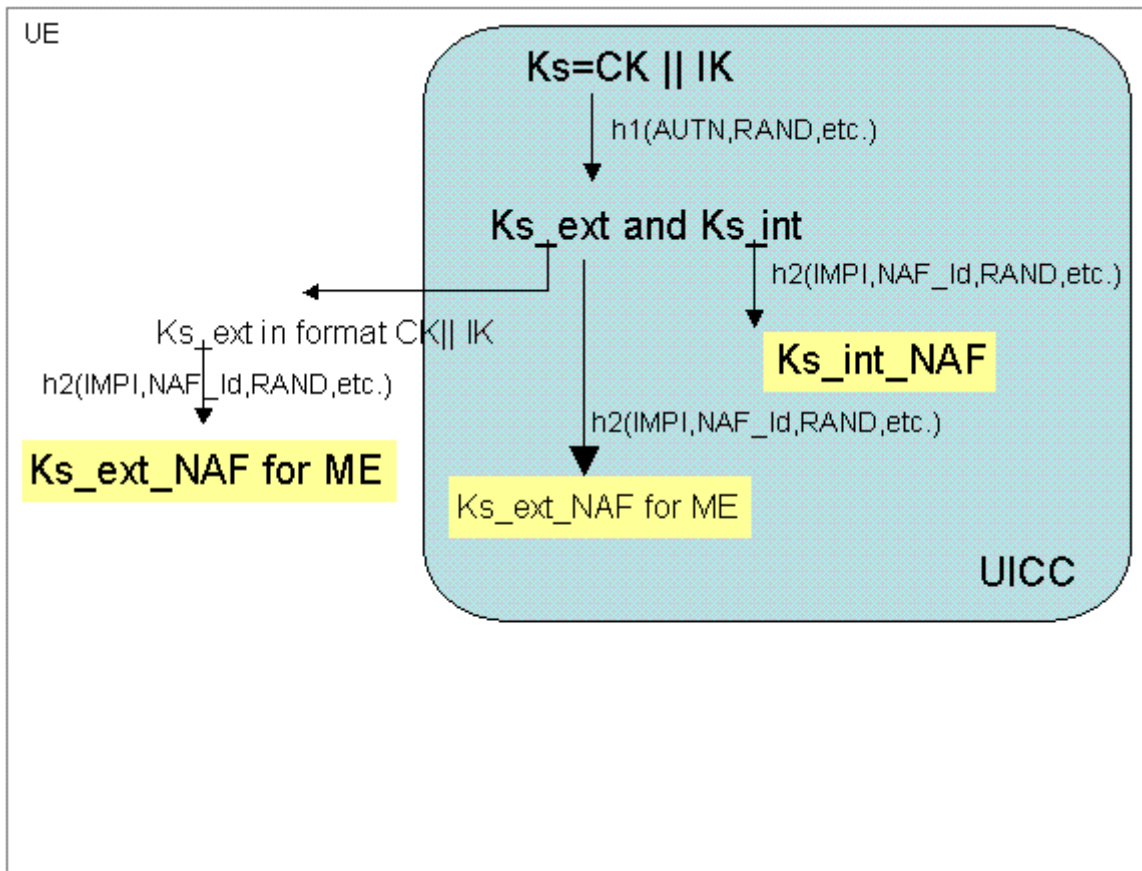 UE
Ks=CK || IK
h1(AUTN,RAND,etc.)
Ks_ext and Ks_int
h2(IMPI,NAF_Id,RAND,etc.)
Ks_ext in format CK|| IK
Ks_int_NAF
h2(IMPI,NAF_Id,RAND,etc.)
h2(IMPI,NAF_Id,RAND,etc.)
Ks_ext_NAF for ME
Ks_ext_NAF for ME
UICC